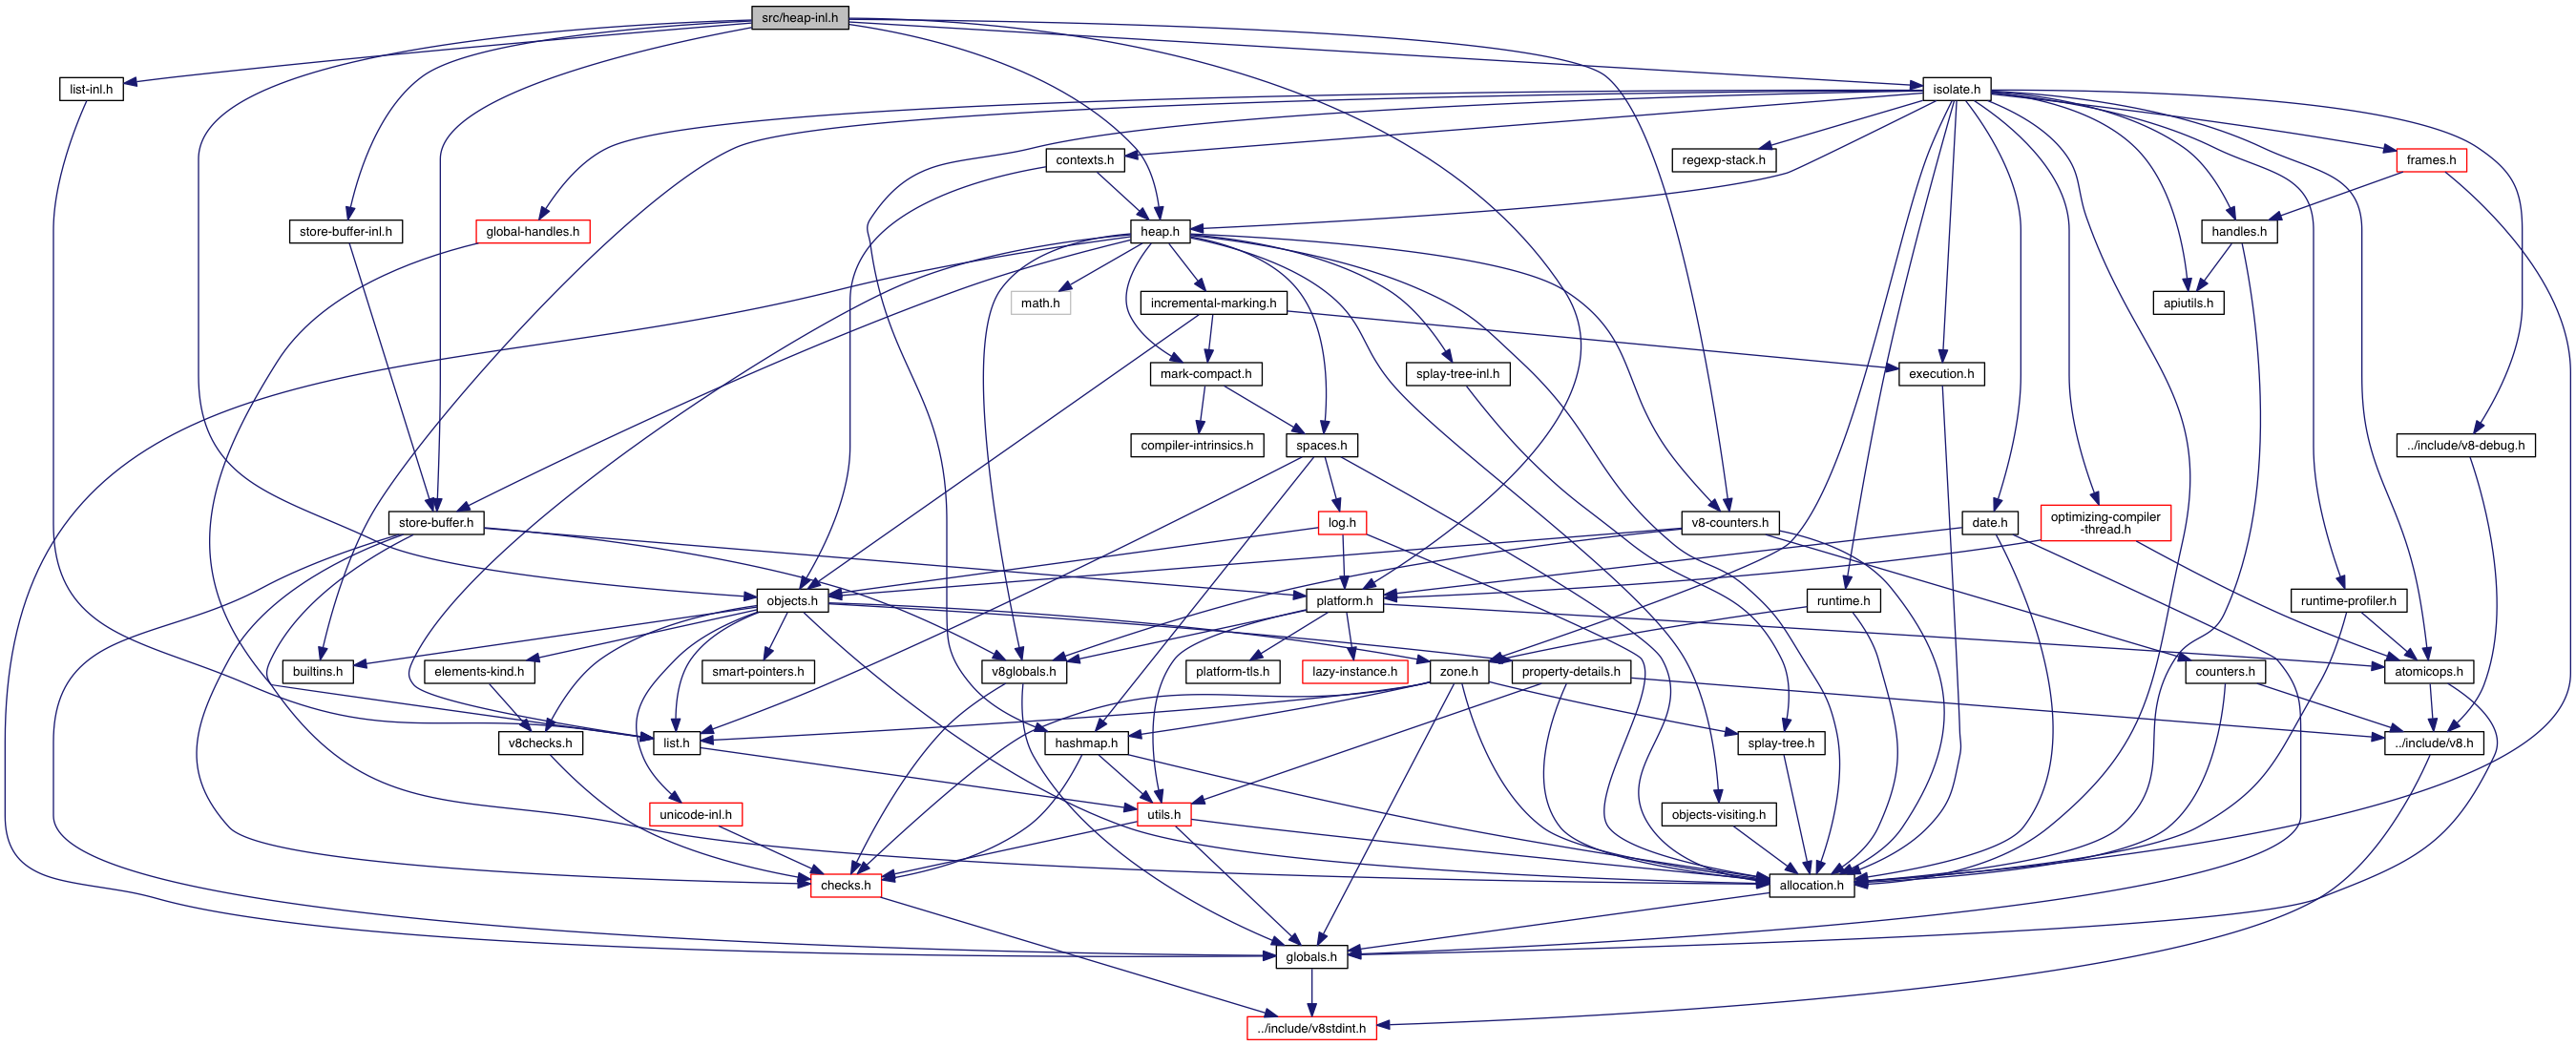 src/heap-inl.h
list-inl.h
isolate.h
contexts.h
regexp-stack.h
frames.h
store-buffer-inl.h
global-handles.h
heap.h
handles.h
math.h
incremental-marking.h
apiutils.h
mark-compact.h
splay-tree-inl.h
execution.h
compiler-intrinsics.h
spaces.h
../include/v8-debug.h
store-buffer.h
log.h
v8-counters.h
date.h
optimizing-compiler
-thread.h
objects.h
platform.h
runtime.h
runtime-profiler.h
builtins.h
elements-kind.h
smart-pointers.h
v8globals.h
platform-tls.h
lazy-instance.h
zone.h
property-details.h
counters.h
atomicops.h
v8checks.h
list.h
hashmap.h
splay-tree.h
../include/v8.h
unicode-inl.h
utils.h
objects-visiting.h
checks.h
allocation.h
globals.h
../include/v8stdint.h